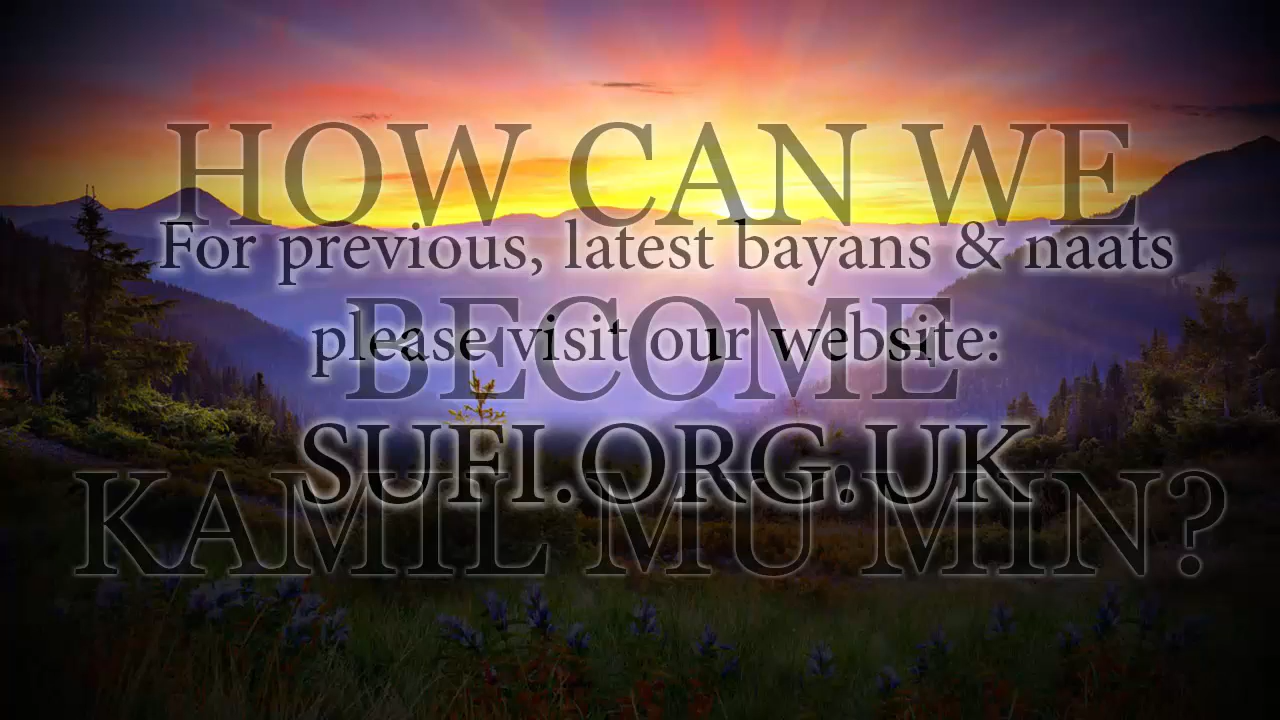 HOW CAN WE
For previous, latest bayans & naats
BECOME
please visit our website:
SUFI.ORG.UK
KAMIL MU MIN?